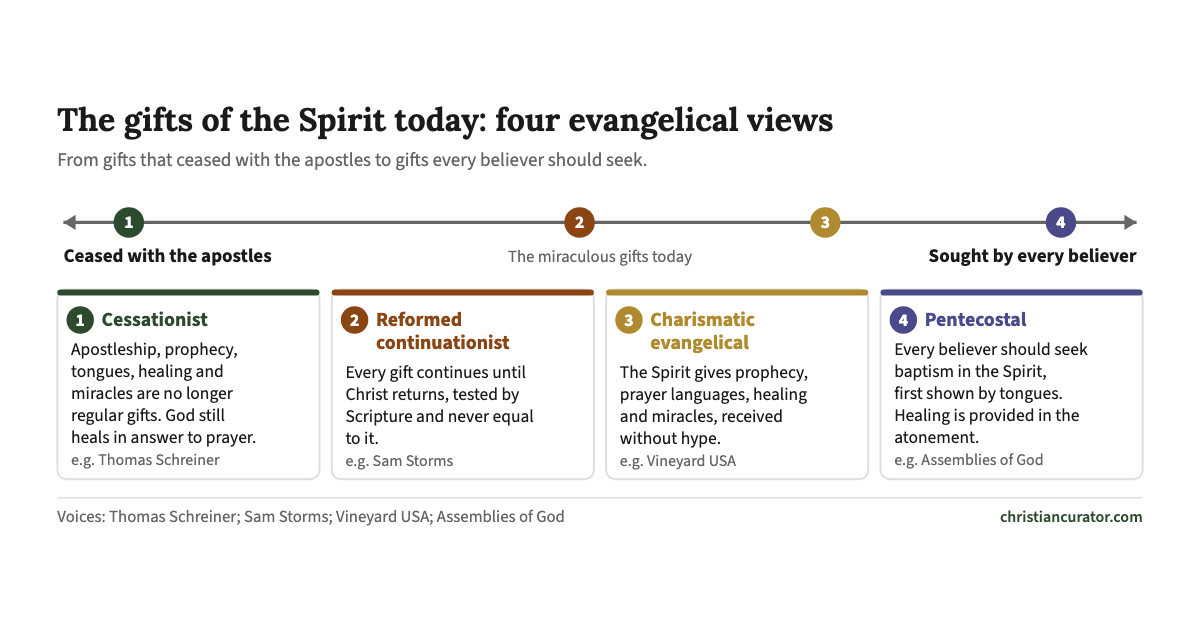 The gifts of the Spirit today: four evangelical views
From gifts that ceased with the apostles to gifts every believer should seek.
1
2
3
4
Ceased with the apostles
The miraculous gifts today
Sought by every believer
1 Cessationist
Apostleship, prophecy,
tongues, healing and
miracles are no longer
regular gifts. God still
heals in answer to prayer.
e.g. Thomas Schreiner
2 Reformed
continuationist
Every gift continues until
Christ returns, tested by
Scripture and never equal
to it.
e.g. Sam Storms
3 Charismatic
evangelical
The Spirit gives prophecy,
prayer languages, healing
and miracles, received
without hype.
e.g. Vineyard USA
4 Pentecostal
Every believer should seek
baptism in the Spirit,
first shown by tongues.
Healing is provided in the
atonement.
e.g. Assemblies of God
Voices: Thomas Schreiner; Sam Storms; Vineyard USA; Assemblies of God
christiancurator.com